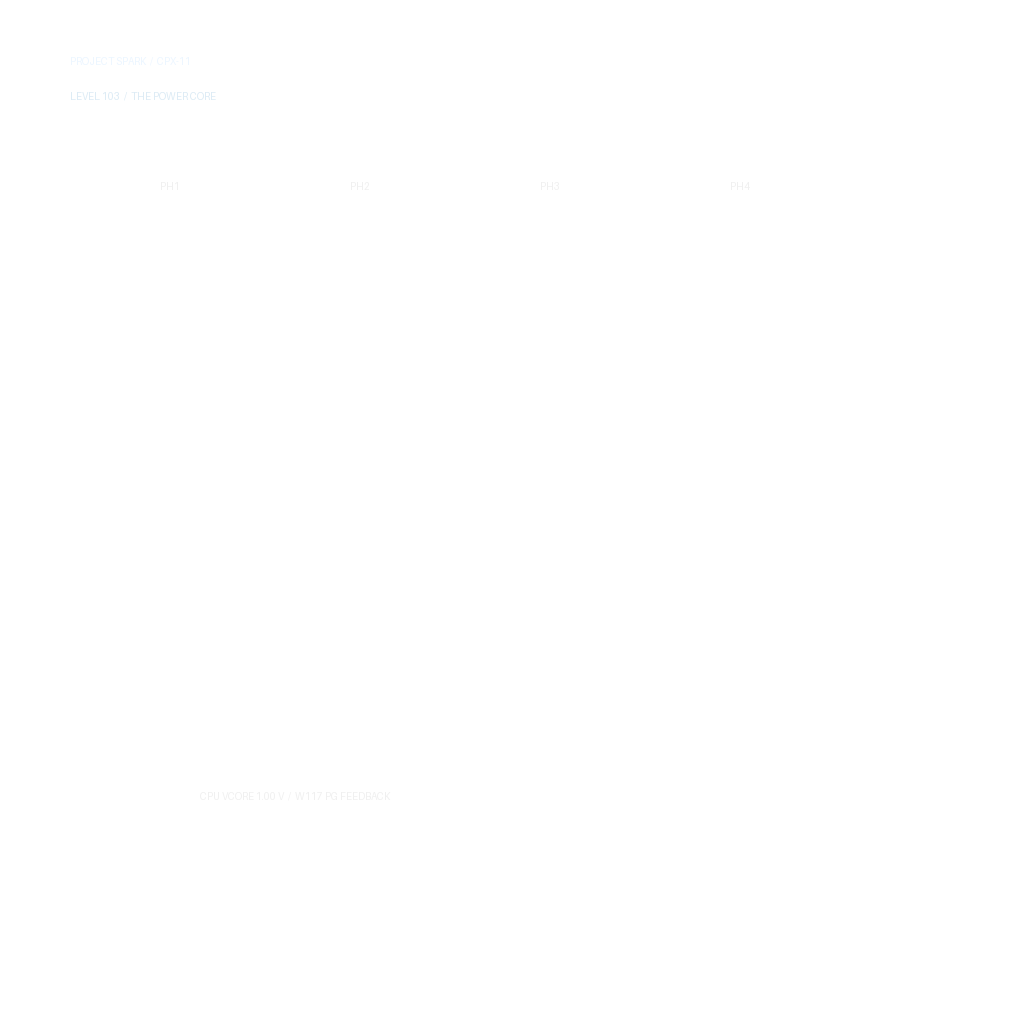 PROJECT SPARK / CPX-11
LEVEL 103 / THE POWER CORE
PH1 PH2 PH3 PH4
CPU VCORE 1.00 V / W117 PG FEEDBACK